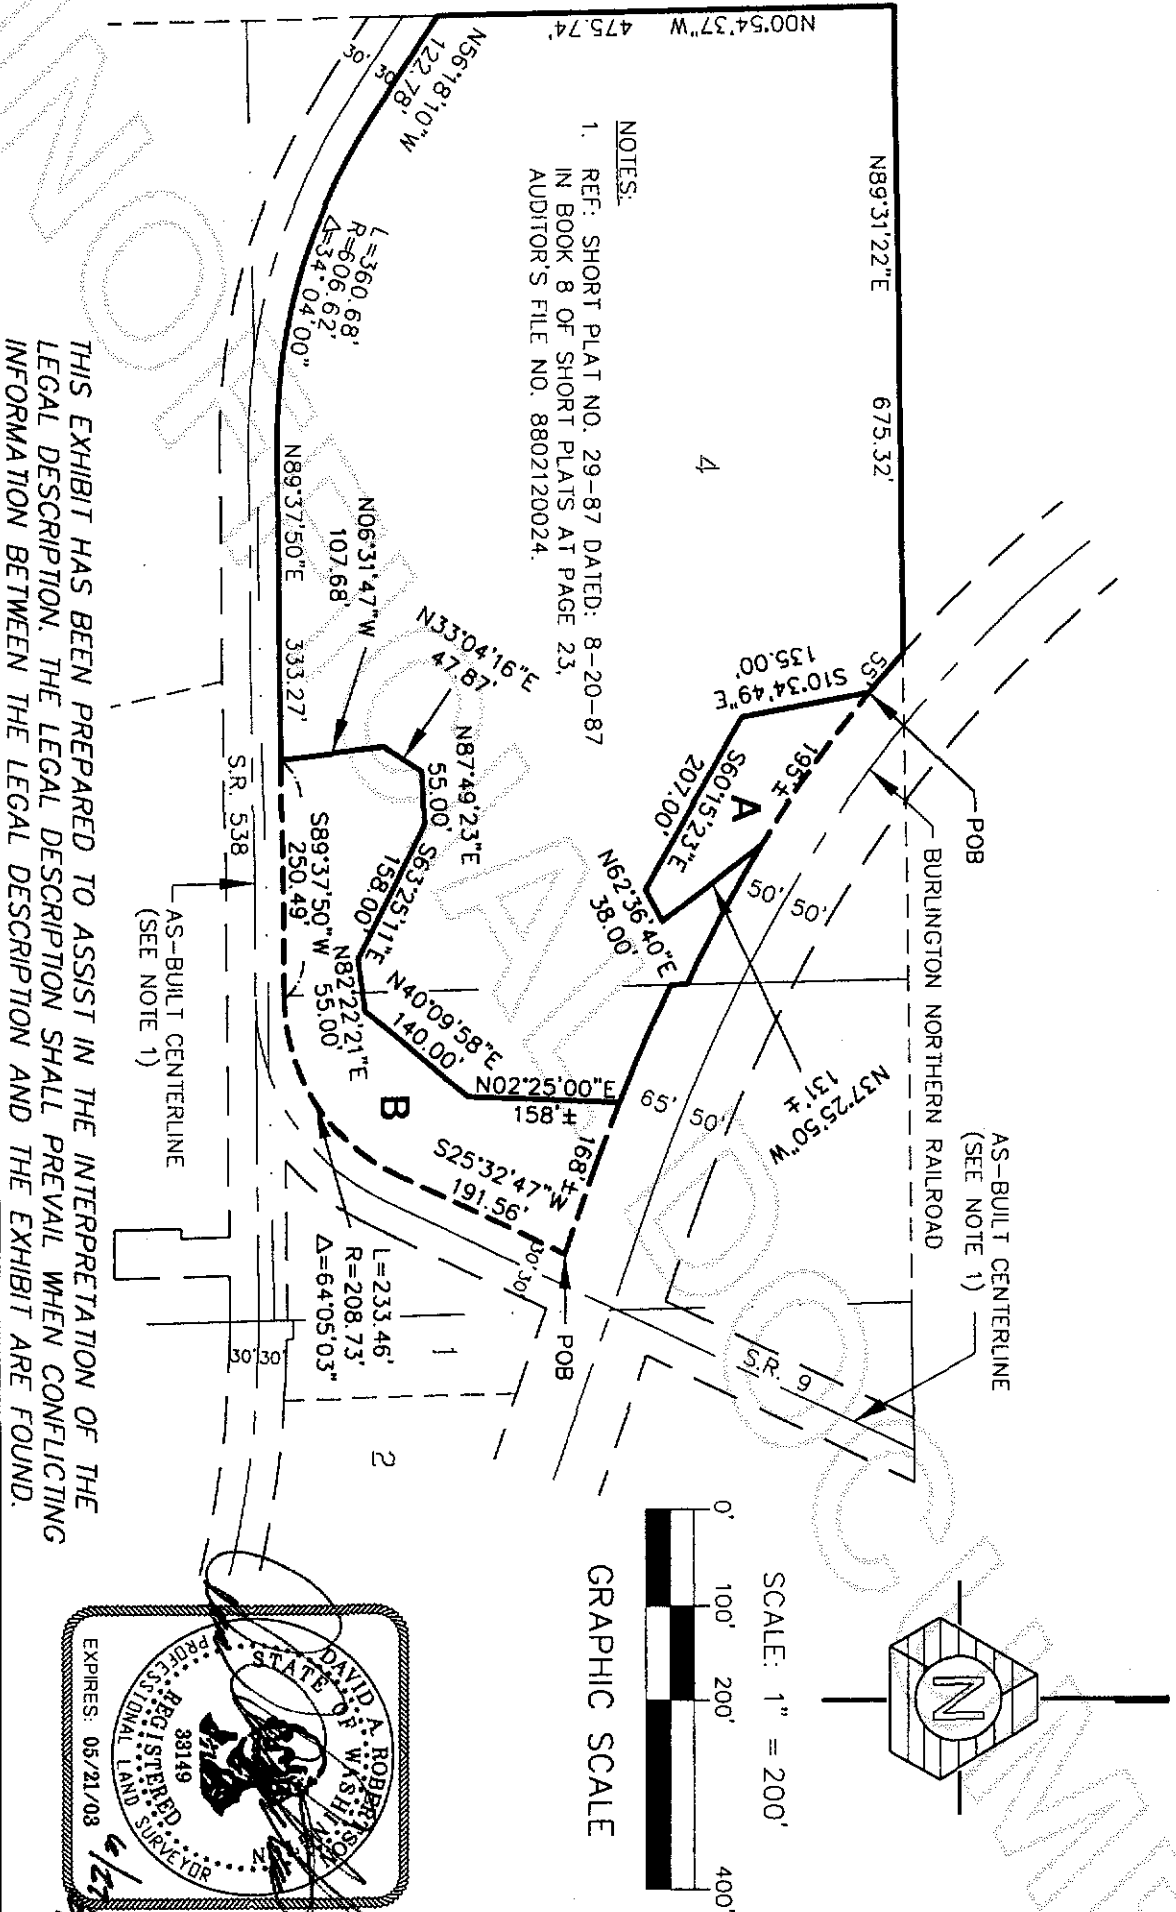 N00°54'37"W 475.74'
N89°31'22"E 675.32'
N56°18'10"W
122.78'
30' 30'
NOTES:
1. REF: SHORT PLAT NO. 29-87 DATED: 8-20-87
IN BOOK 8 OF SHORT PLATS AT PAGE 23,
AUDITOR'S FILE NO. 8802120024.
4
L=360.68'
R=606.62'
Δ=34°04'00"
N89°37'50"E 333.27'
N06°31'47"W
107.68'
N33°04'16"E
47.87'
N87°49'23"E
55.00'
S63°25'11"E
158.00'
N82°22'21"E
55.00'
N40°09'58"E
140.00'
N02°25'00"E
158'±
S89°37'50"W
250.49'
B
S25°32'47"W
191.56'
168'±
L=233.46'
R=208.73'
Δ=64°05'03"
55'
S10°34'49"E
135.00'
195'±
A
S60°15'23"E
207.00'
N62°36'40"E
38.00'
N37°25'50"W
131'±
50' 50'
65' 50'
POB
BURLINGTON NORTHERN RAILROAD
AS-BUILT CENTERLINE
(SEE NOTE 1)
S.R. 9
30' 30'
POB
S.R. 538
AS-BUILT CENTERLINE
(SEE NOTE 1)
30' 30'
1
2
THIS EXHIBIT HAS BEEN PREPARED TO ASSIST IN THE INTERPRETATION OF THE
LEGAL DESCRIPTION. THE LEGAL DESCRIPTION SHALL PREVAIL WHEN CONFLICTING
INFORMATION BETWEEN THE LEGAL DESCRIPTION AND THE EXHIBIT ARE FOUND.
N
SCALE: 1" = 200'
0' 100' 200' 400'
GRAPHIC SCALE
DAVID A. ROBERTSON
STATE OF WASHINGTON
33149
REGISTERED
PROFESSIONAL LAND SURVEYOR
EXPIRES: 05/21/03
UNOFFICIAL DOCUME